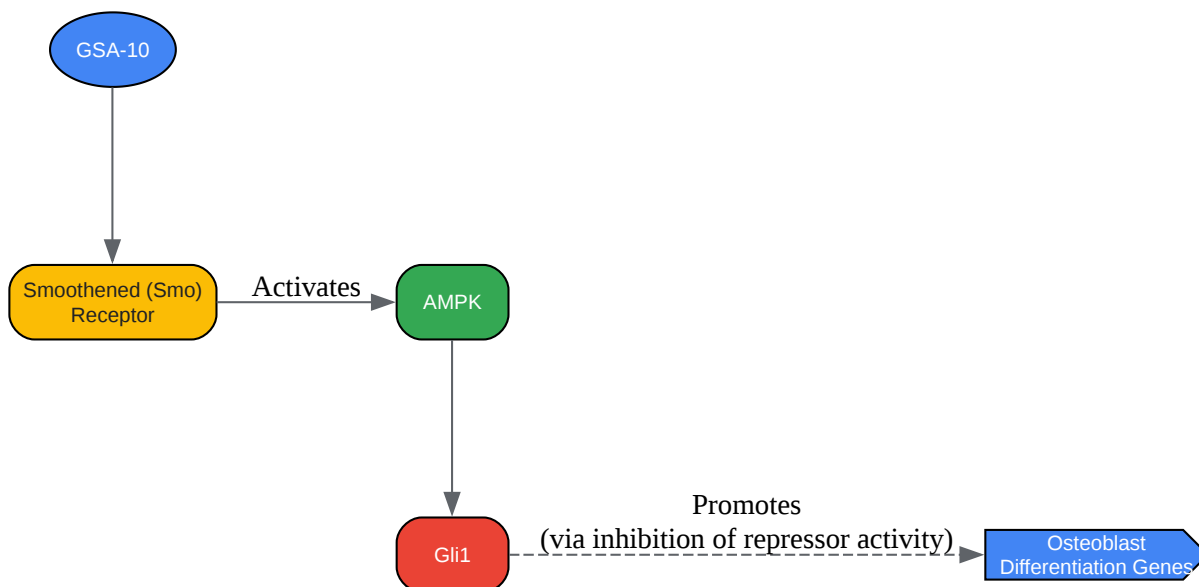 GSA-10
Smoothened (Smo)
Receptor
Activates
AMPK
Gli1
Promotes
(via inhibition of repressor activity)
Osteoblast
Differentiation Genes